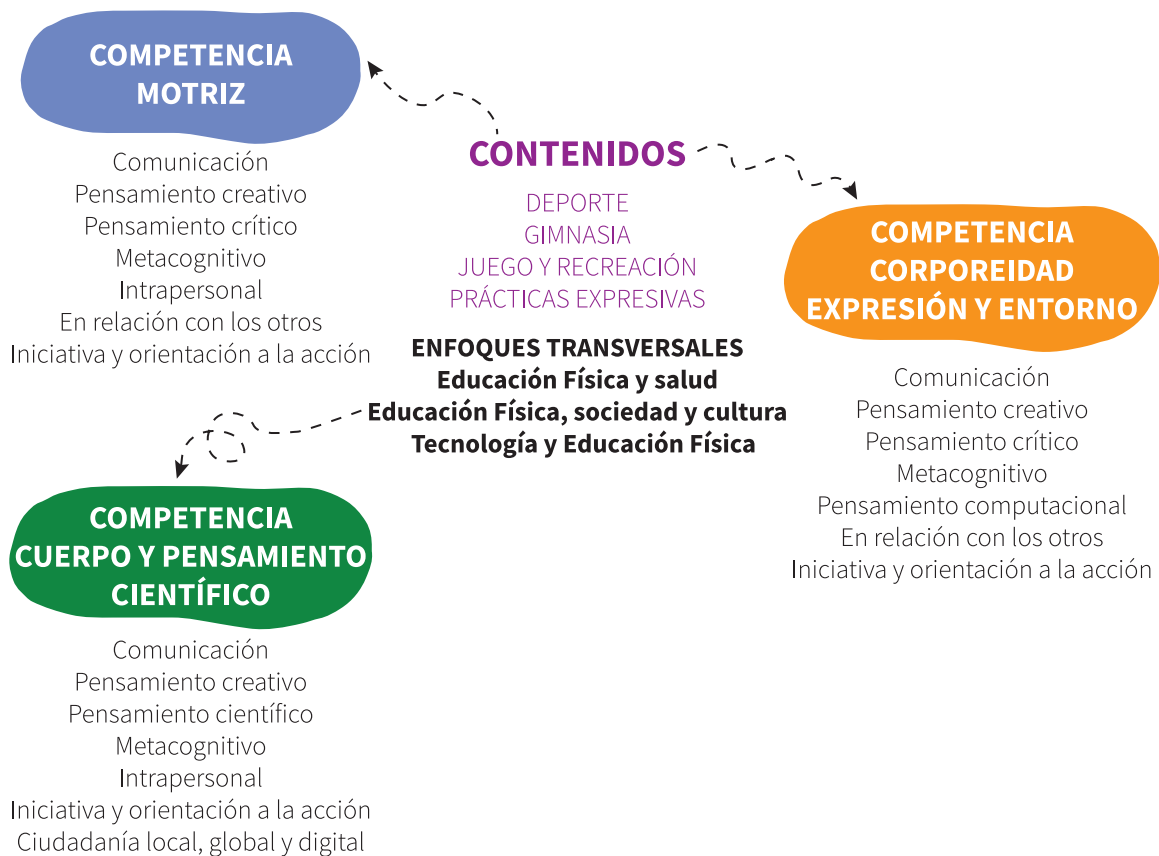 COMPETENCIA
MOTRIZ
Comunicación
Pensamiento creativo
Pensamiento crítico
Metacognitivo
Intrapersonal
En relación con los otros
Iniciativa y orientación a la acción
CONTENIDOS
DEPORTE
GIMNASIA
JUEGO Y RECREACIÓN
PRÁCTICAS EXPRESIVAS
ENFOQUES TRANSVERSALES
Educación Física y salud
Educación Física, sociedad y cultura
Tecnología y Educación Física
COMPETENCIA
CORPOREIDAD
EXPRESIÓN Y ENTORNO
Comunicación
Pensamiento creativo
Pensamiento crítico
Metacognitivo
Pensamiento computacional
En relación con los otros
Iniciativa y orientación a la acción
COMPETENCIA
CUERPO Y PENSAMIENTO
CIENTÍFICO
Comunicación
Pensamiento creativo
Pensamiento científico
Metacognitivo
Intrapersonal
Iniciativa y orientación a la acción
Ciudadanía local, global y digital